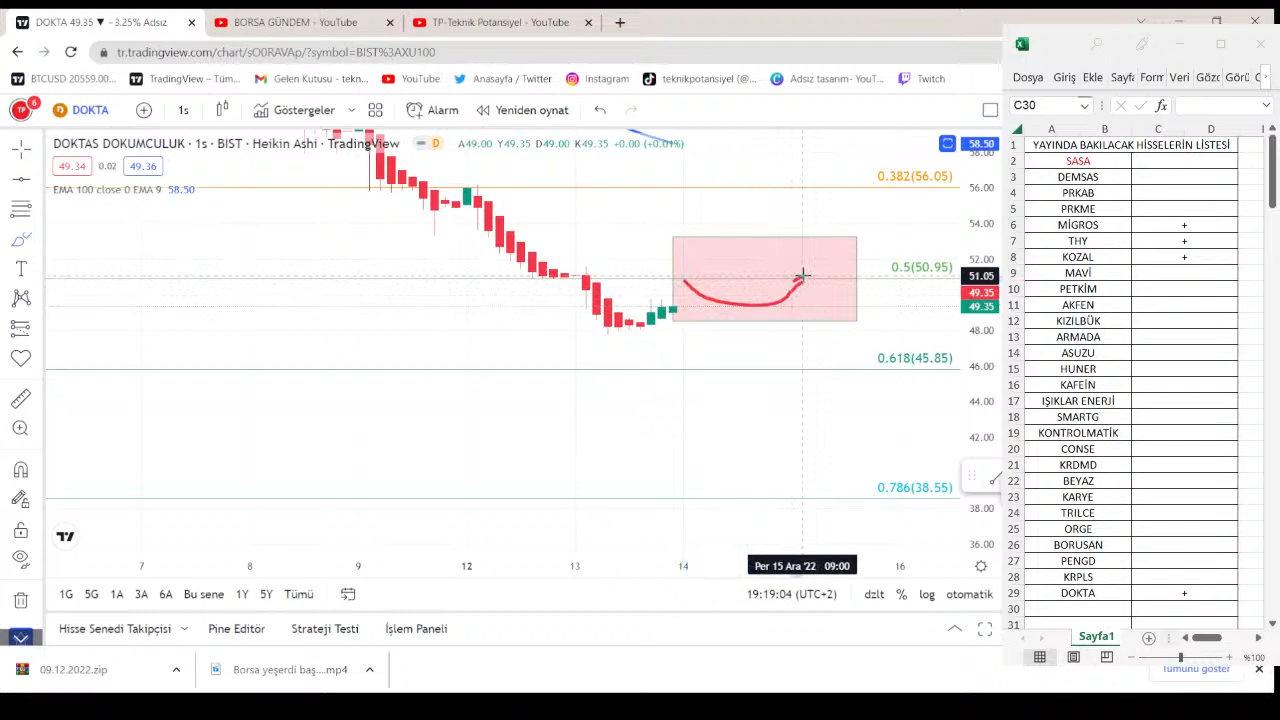 DOKTA 49.35 ▼ −3.25% Adsız
BORSA GÜNDEM - YouTube
TP-Teknik Potansiyel - YouTube
tr.tradingview.com/chart/sO0RAVAp/?symbol=BIST%3AXU100
BTCUSD 20559.00...
TradingView – Tüm...
Gelen Kutusu - tekn...
YouTube
Anasayfa / Twitter
Instagram
teknikpotansiyel (@...
Adsız tasarım- YouT...
Twitch
TP
6
DOKTA
1s
Göstergeler
Alarm
Yeniden oynat
DOKTAS DOKUMCULUK · 1s · BIST · Heikin Ashi · TradingView
D
A49.00 Y49.35 D49.00 K49.35 +0.00 (+0.01%)
49.34
0.02
49.36
EMA 100 close 0 EMA 9
58.50
58.50
58.00
0.382(56.05)
56.00
54.00
52.00
0.5(50.95)
51.05
49.35
49.35
48.00
0.618(45.85)
46.00
44.00
42.00
0.786(38.55)
38.00
36.00
7
8
9
12
13
14
Per 15 Ara '22 09:00
16
1G
5G
1A
3A
6A
Bu sene
1Y
5Y
Tümü
19:19:04 (UTC+2)
dzlt
%
log
otomatik
Hisse Senedi Takipçisi
Pine Editör
Strateji Testi
İşlem Paneli
09.12.2022.zip
Borsa yeşerdi baş....mp4
Tümünü göster
Dosya
Giriş
Ekle
Sayfa
Form
Veri
Gözd
Görü
C30
fx
A
B
C
D
1 YAYINDA BAKILACAK HİSSELERİN LİSTESİ
2 SASA
3 DEMSAS
4 PRKAB
5 PRKME
6 MİGROS +
7 THY +
8 KOZAL +
9 MAVİ
10 PETKİM
11 AKFEN
12 KIZILBÜK
13 ARMADA
14 ASUZU
15 HUNER
16 KAFEİN
17 IŞIKLAR ENERJİ
18 SMARTG
19 KONTROLMATİK
20 CONSE
21 KRDMD
22 BEYAZ
23 KARYE
24 TRILCE
25 ORGE
26 BORUSAN
27 PENGD
28 KRPLS
29 DOKTA +
30
31
Sayfa1
%100